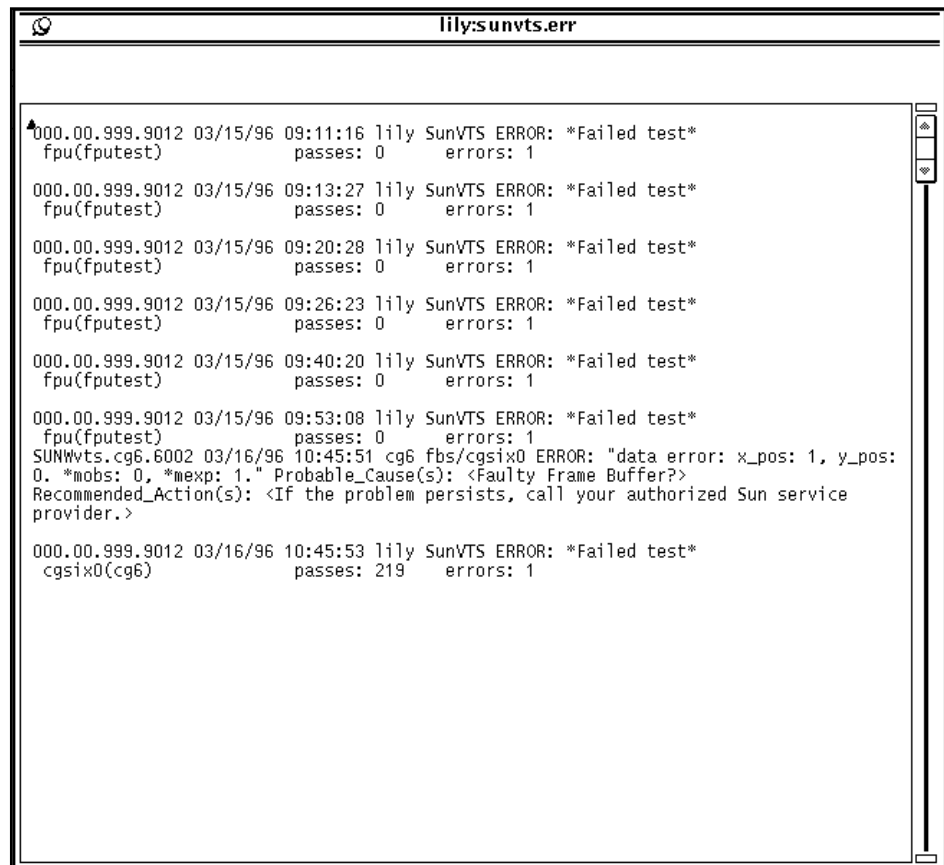 lily:sunvts.err
000.00.999.9012 03/15/96 09:11:16 lily SunVTS ERROR: *Failed test*
fpu(fputest) passes: 0 errors: 1
000.00.999.9012 03/15/96 09:13:27 lily SunVTS ERROR: *Failed test*
fpu(fputest) passes: 0 errors: 1
000.00.999.9012 03/15/96 09:20:28 lily SunVTS ERROR: *Failed test*
fpu(fputest) passes: 0 errors: 1
000.00.999.9012 03/15/96 09:26:23 lily SunVTS ERROR: *Failed test*
fpu(fputest) passes: 0 errors: 1
000.00.999.9012 03/15/96 09:40:20 lily SunVTS ERROR: *Failed test*
fpu(fputest) passes: 0 errors: 1
000.00.999.9012 03/15/96 09:53:08 lily SunVTS ERROR: *Failed test*
fpu(fputest) passes: 0 errors: 1
SUNWvts.cg6.6002 03/16/96 10:45:51 cg6 fbs/cgsix0 ERROR: "data error: x_pos: 1, y_pos:
0. *mobs: 0, *mexp: 1." Probable_Cause(s): <Faulty Frame Buffer?>
Recommended_Action(s): <If the problem persists, call your authorized Sun service
provider.>
000.00.999.9012 03/16/96 10:45:53 lily SunVTS ERROR: *Failed test*
cgsix0(cg6) passes: 219 errors: 1